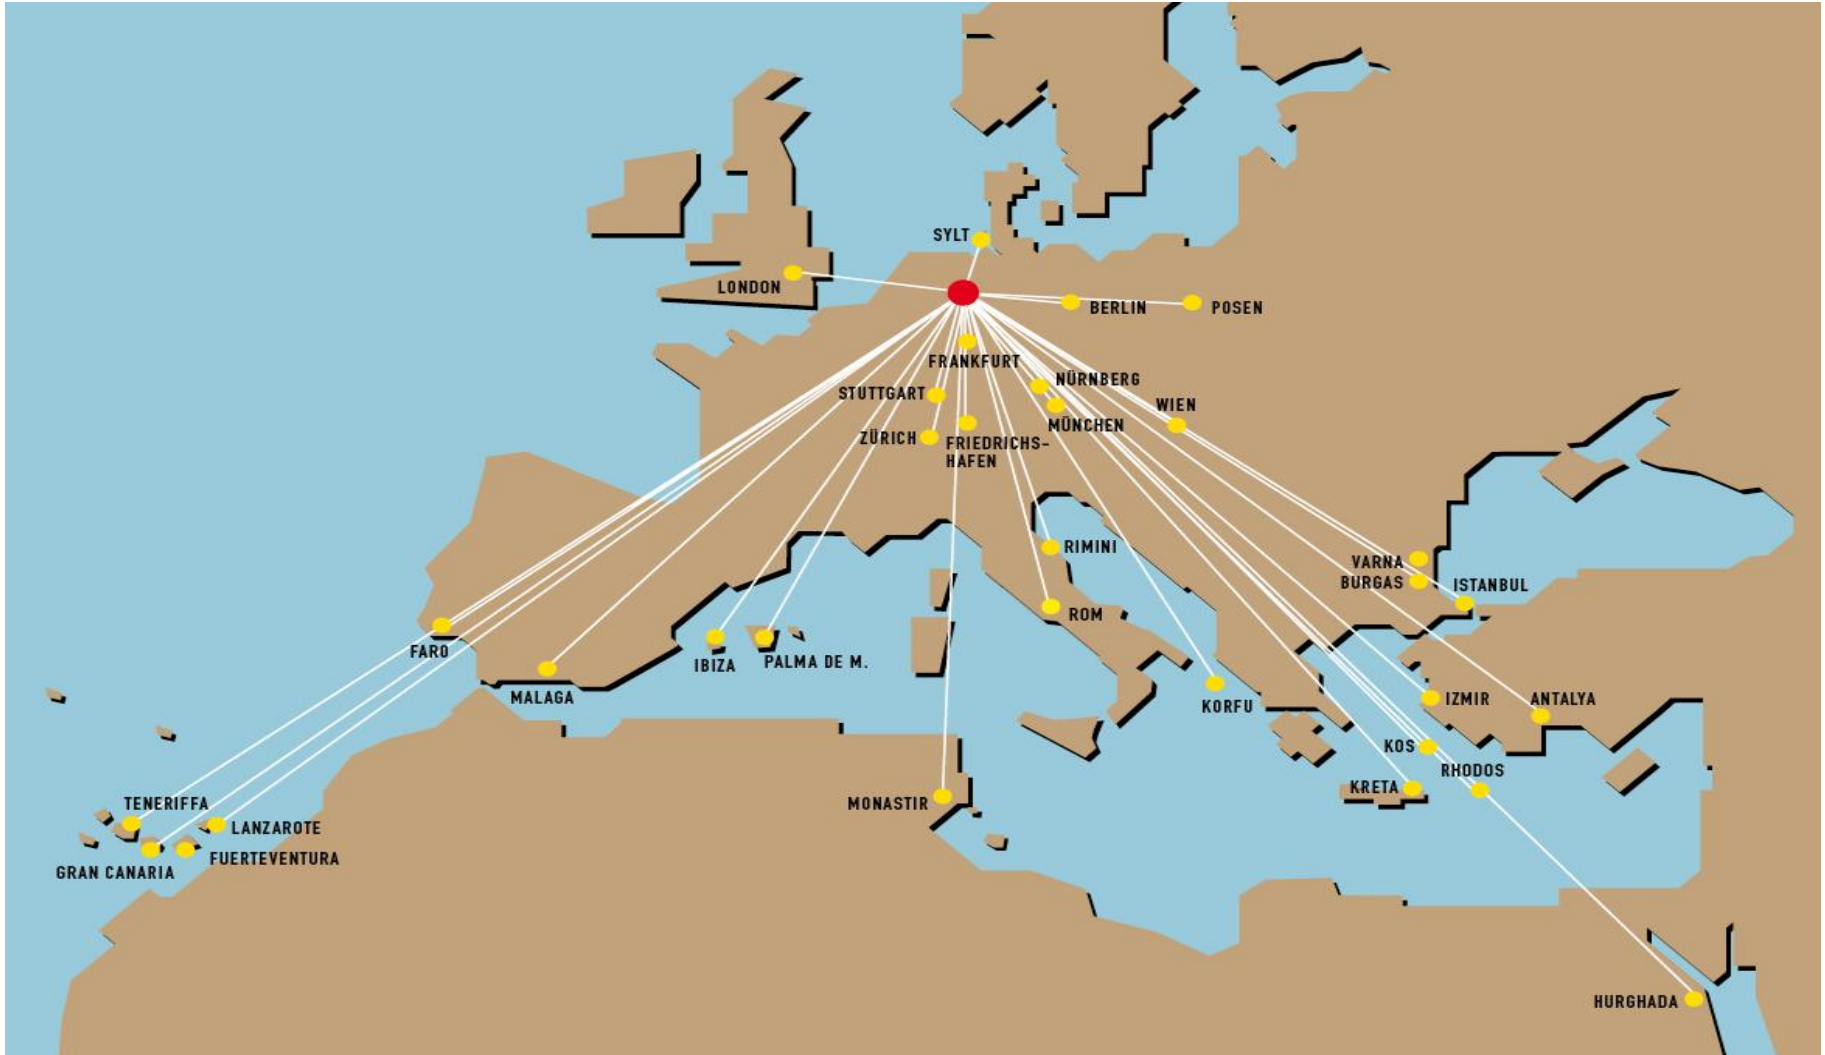 SYLT
LONDON
BERLIN
POSEN
FRANKFURT
NÜRNBERG
STUTTGART
WIEN
MÜNCHEN
ZÜRICH
FRIEDRICHS-
HAFEN
RIMINI
VARNA
BURGAS
ISTANBUL
ROM
FARO
IBIZA
PALMA DE M.
MALAGA
KORFU
IZMIR
ANTALYA
KOS
RHODOS
KRETA
MONASTIR
TENERIFFA
LANZAROTE
FUERTEVENTURA
GRAN CANARIA
HURGHADA